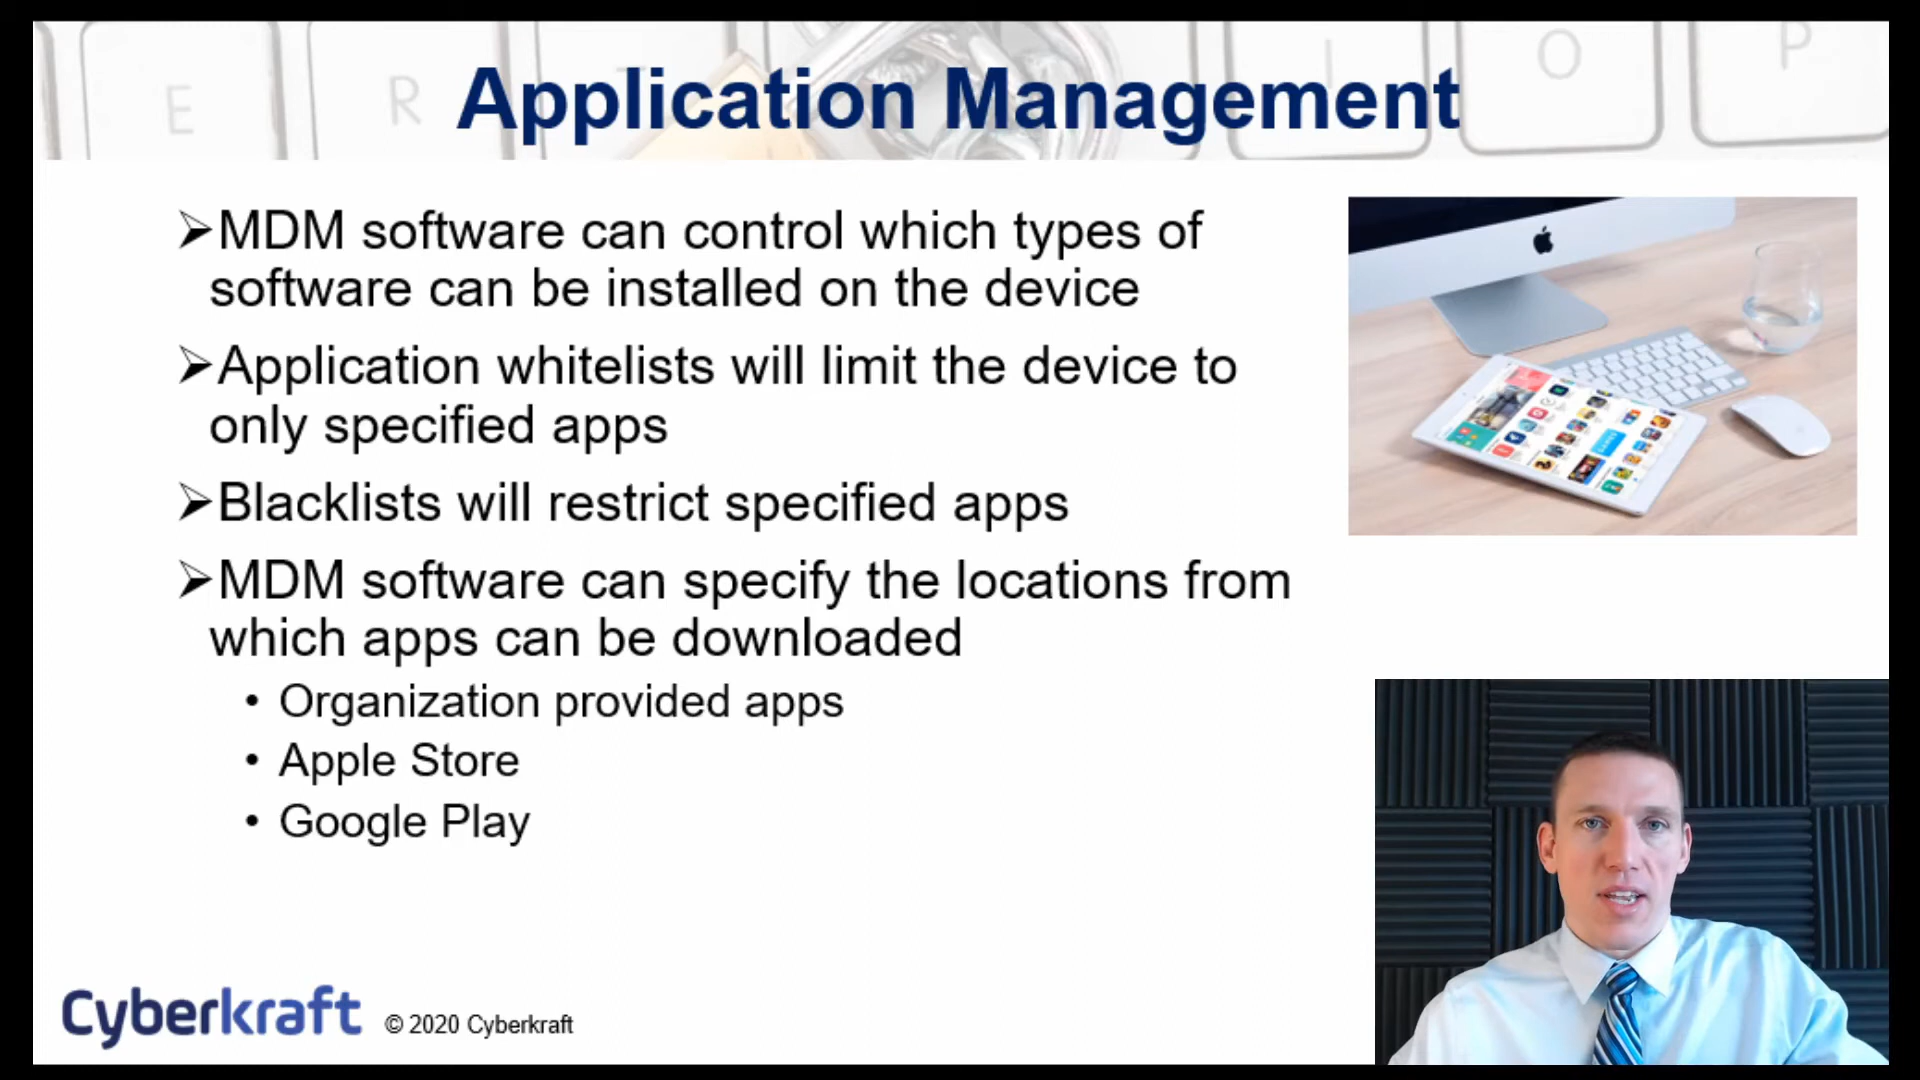 E R I O P
Application Management
➢MDM software can control which types of
software can be installed on the device
➢Application whitelists will limit the device to
only specified apps
➢Blacklists will restrict specified apps
➢MDM software can specify the locations from
which apps can be downloaded
• Organization provided apps
• Apple Store
• Google Play
Cyberkraft © 2020 Cyberkraft